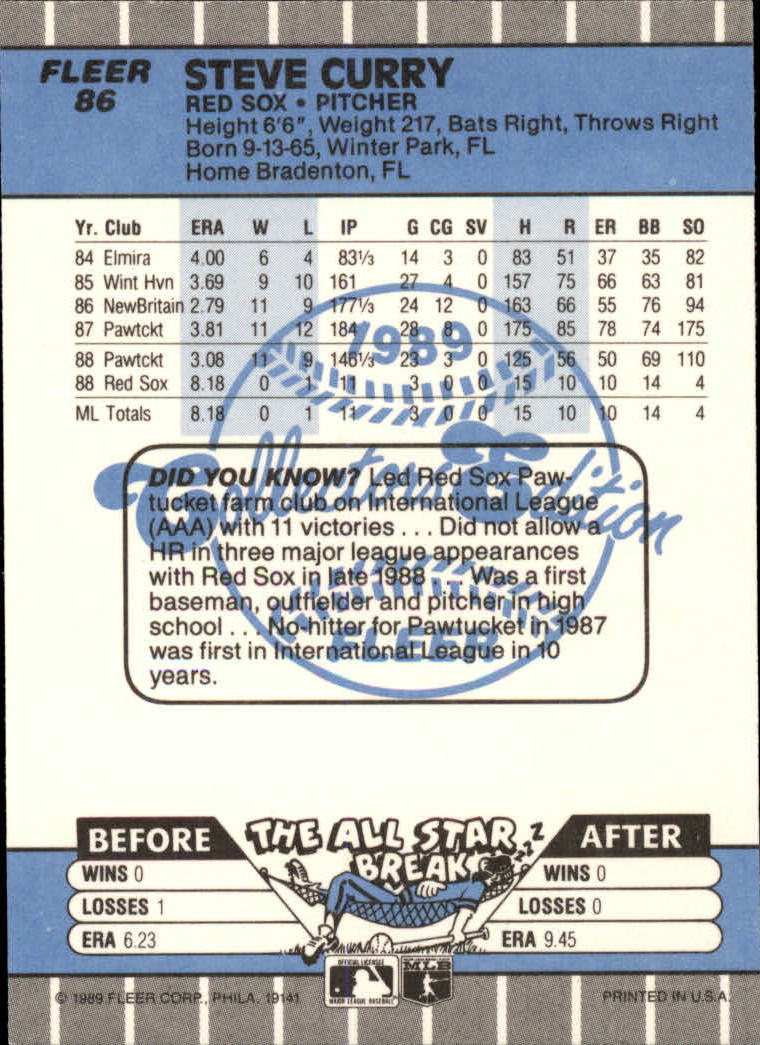 FLEER
86
STEVE CURRY
RED SOX • PITCHER
Height 6'6", Weight 217, Bats Right, Throws Right
Born 9-13-65, Winter Park, FL
Home Bradenton, FL
Yr. Club ERA W L IP G CG SV H R ER BB SO
84 Elmira 4.00 6 4 83⅓ 14 3 0 83 51 37 35 82
85 Wint Hvn 3.69 9 10 161 27 4 0 157 75 66 63 81
86 NewBritain 2.79 11 9 177⅓ 24 12 0 163 66 55 76 94
87 Pawtckt 3.81 11 12 184 28 8 0 175 85 78 74 175
88 Pawtckt 3.08 11 9 146⅓ 23 3 0 125 56 50 69 110
88 Red Sox 8.18 0 1 11 3 0 0 15 10 10 14 4
ML Totals 8.18 0 1 11 3 0 0 15 10 10 14 4
1989
Collectors' Edition
FLEER
DID YOU KNOW? Led Red Sox Paw-
tucket farm club on International League
(AAA) with 11 victories . . . Did not allow a
HR in three major league appearances
with Red Sox in late 1988 . . . Was a first
baseman, outfielder and pitcher in high
school . . . No-hitter for Pawtucket in 1987
was first in International League in 10
years.
THE ALL STAR
BREAK
zzZ
BEFORE
WINS 0
LOSSES 1
ERA 6.23
AFTER
WINS 0
LOSSES 0
ERA 9.45
OFFICIAL LICENSEE
MAJOR LEAGUE BASEBALL
MLB
© 1989 FLEER CORP., PHILA. 19141
PRINTED IN U.S.A.